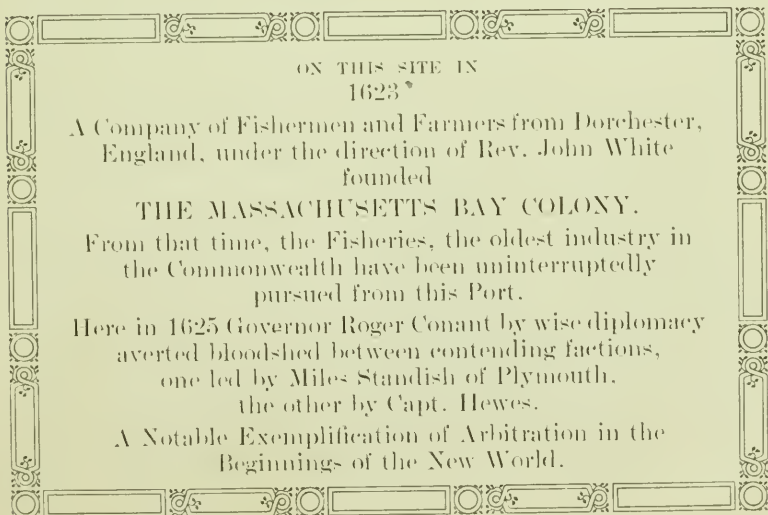 ON THIS SITE IN
1623*
A Company of Fishermen and Farmers from Dorchester,
England, under the direction of Rev. John White
founded
THE MASSACHUSETTS BAY COLONY.
From that time, the Fisheries, the oldest industry in
the Commonwealth have been uninterruptedly
pursued from this Port.
Here in 1625 Governor Roger Conant by wise diplomacy
averted bloodshed between contending factions,
one led by Miles Standish of Plymouth,
the other by Capt. Hewes.
A Notable Exemplification of Arbitration in the
Beginnings of the New World.